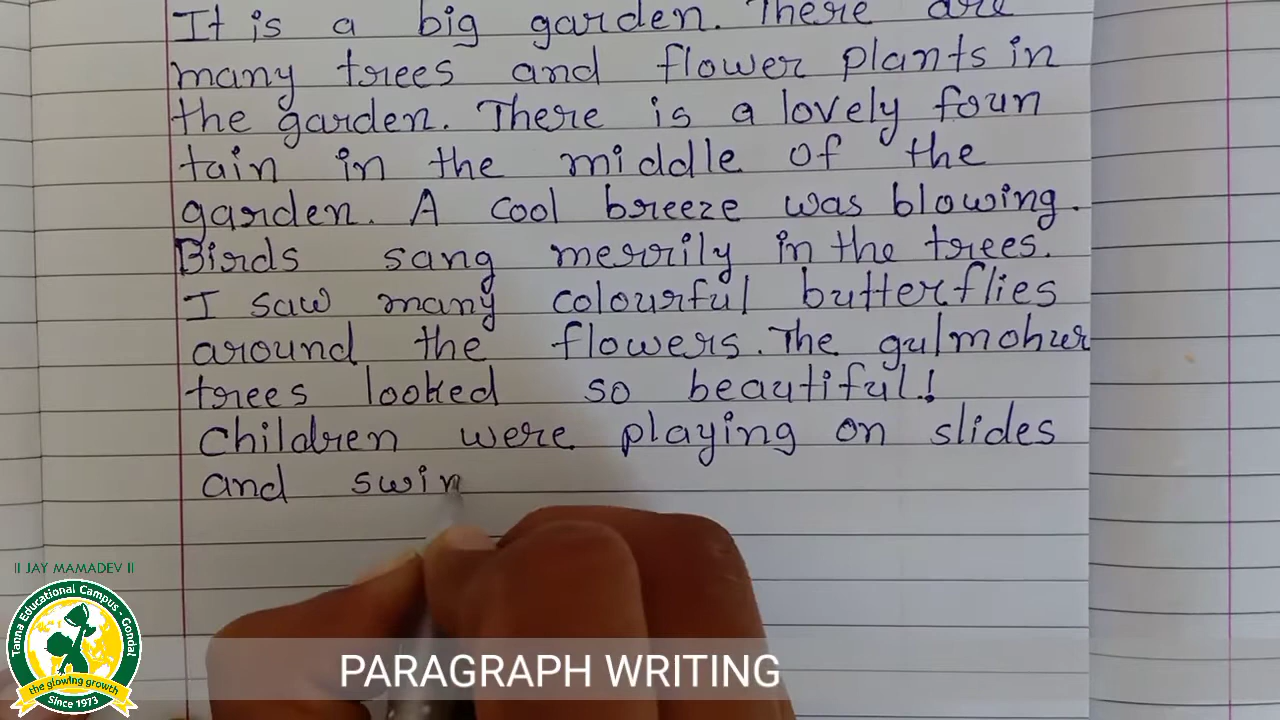 It is a big garden. There are
many trees and flower plants in
the garden. There is a lovely foun
tain in the middle of the
garden. A cool breeze was blowing.
Birds sang merrily in the trees.
I saw many colourful butterflies
around the flowers. The gulmohur
trees looked so beautiful!
Children were playing on slides
and swin
|| JAY MAMADEV ||
Tanna Educational Campus - Gondal
the glowing growth
Since 1973
PARAGRAPH WRITING